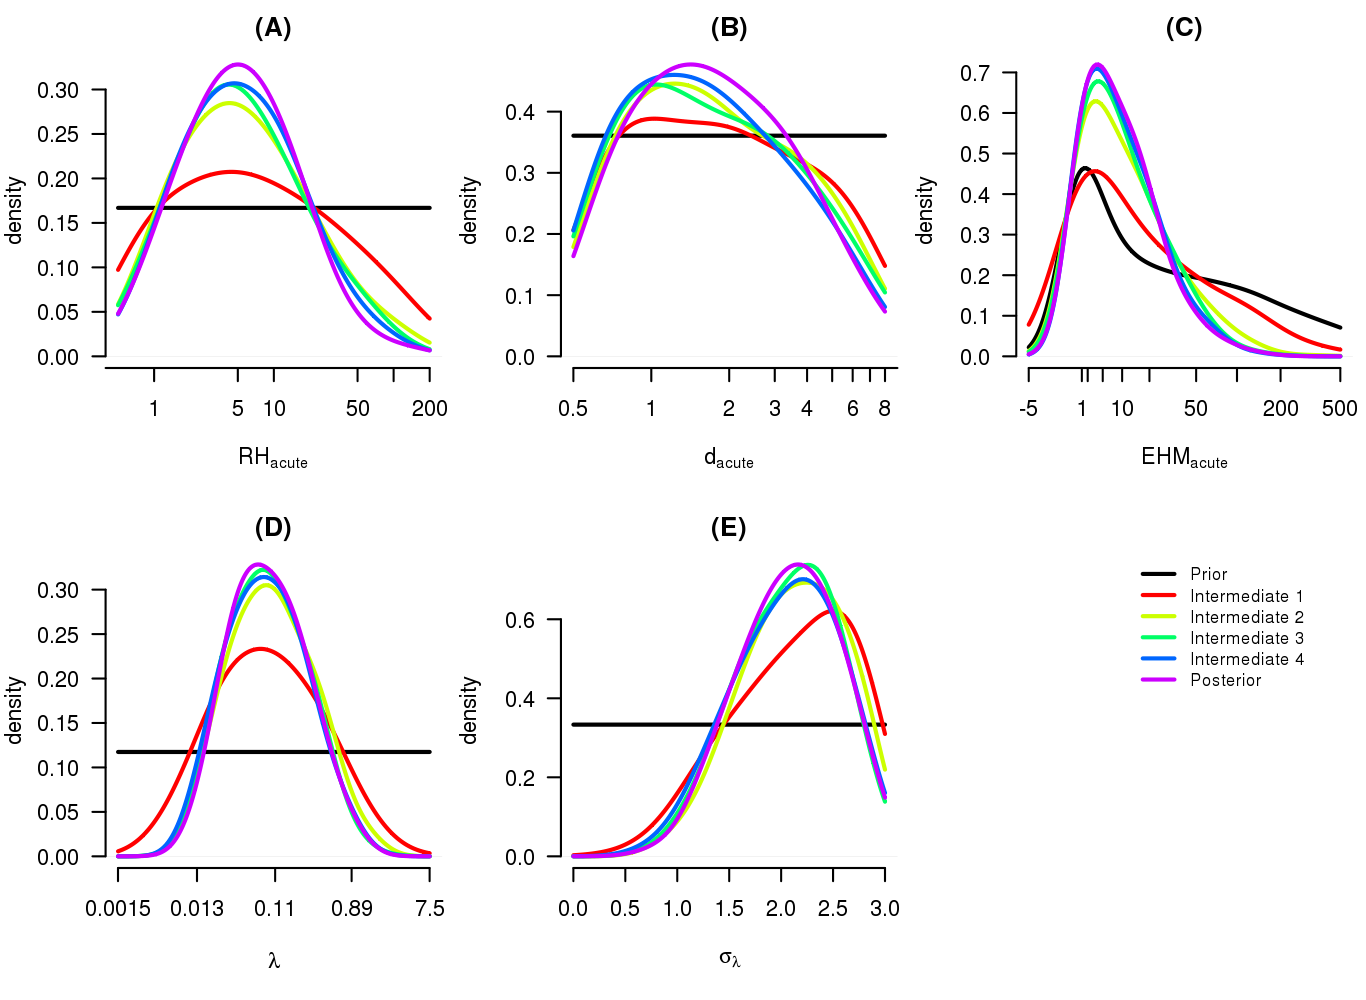 (A)
density
0.30
0.25
0.20
0.15
0.10
0.05
0.00
1 5 10 50 200
RHacute
(B)
density
0.4
0.3
0.2
0.1
0.0
0.5 1 2 3 4 6 8
dacute
(C)
density
0.7
0.6
0.5
0.4
0.3
0.2
0.1
0.0
-5 1 10 50 200 500
EHMacute
(D)
density
0.30
0.25
0.20
0.15
0.10
0.05
0.00
0.0015 0.013 0.11 0.89 7.5
λ
(E)
density
0.6
0.4
0.2
0.0
0.0 0.5 1.0 1.5 2.0 2.5 3.0
σλ
Prior
Intermediate 1
Intermediate 2
Intermediate 3
Intermediate 4
Posterior